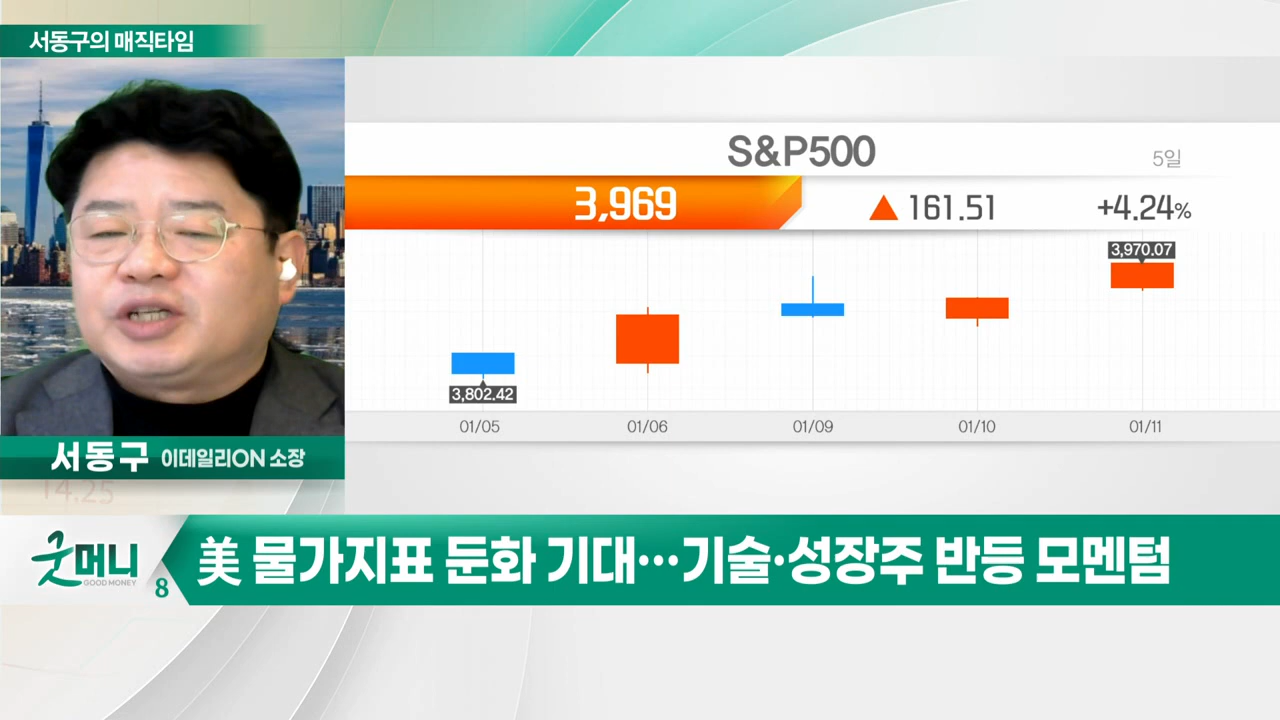 서동구의 매직타임
S&P500
5일
3,969
▲ 161.51
+4.24%
3,970.07
3,802.42
01/05
01/06
01/09
01/10
01/11
서동구 이데일리ON 소장
14.25
굿머니
GOOD MONEY
8
美 물가지표 둔화 기대…기술·성장주 반등 모멘텀